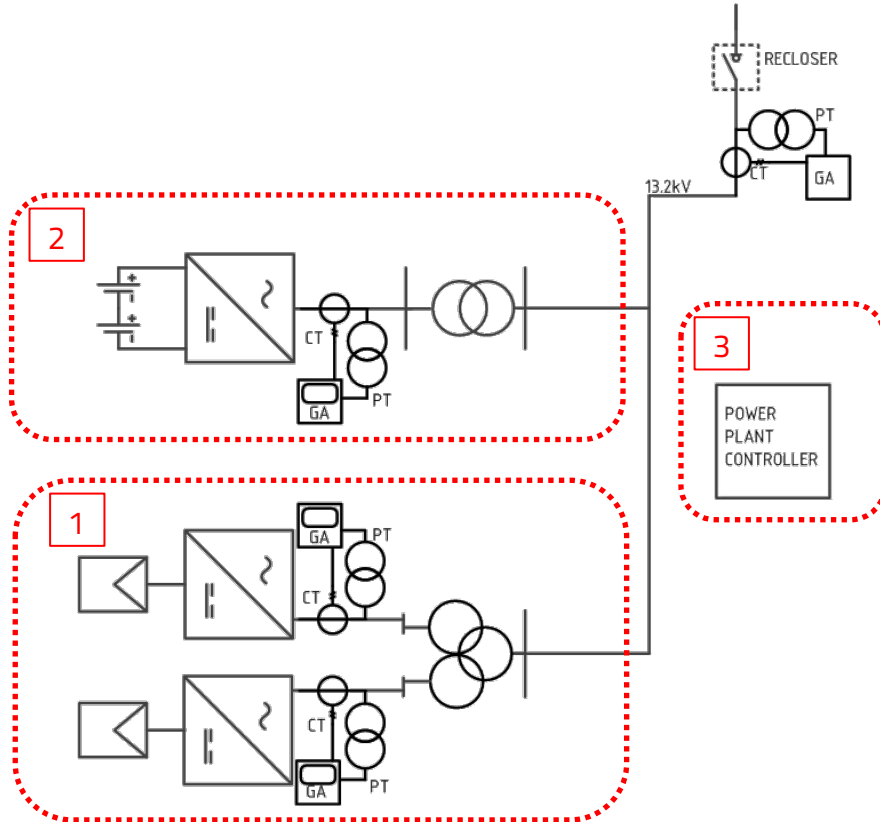 RECLOSER
PT
CT
GA
13.2kV
2
+
-
+
-
CT
GA
PT
3
POWER
PLANT
CONTROLLER
1
GA
PT
CT
CT
GA
PT